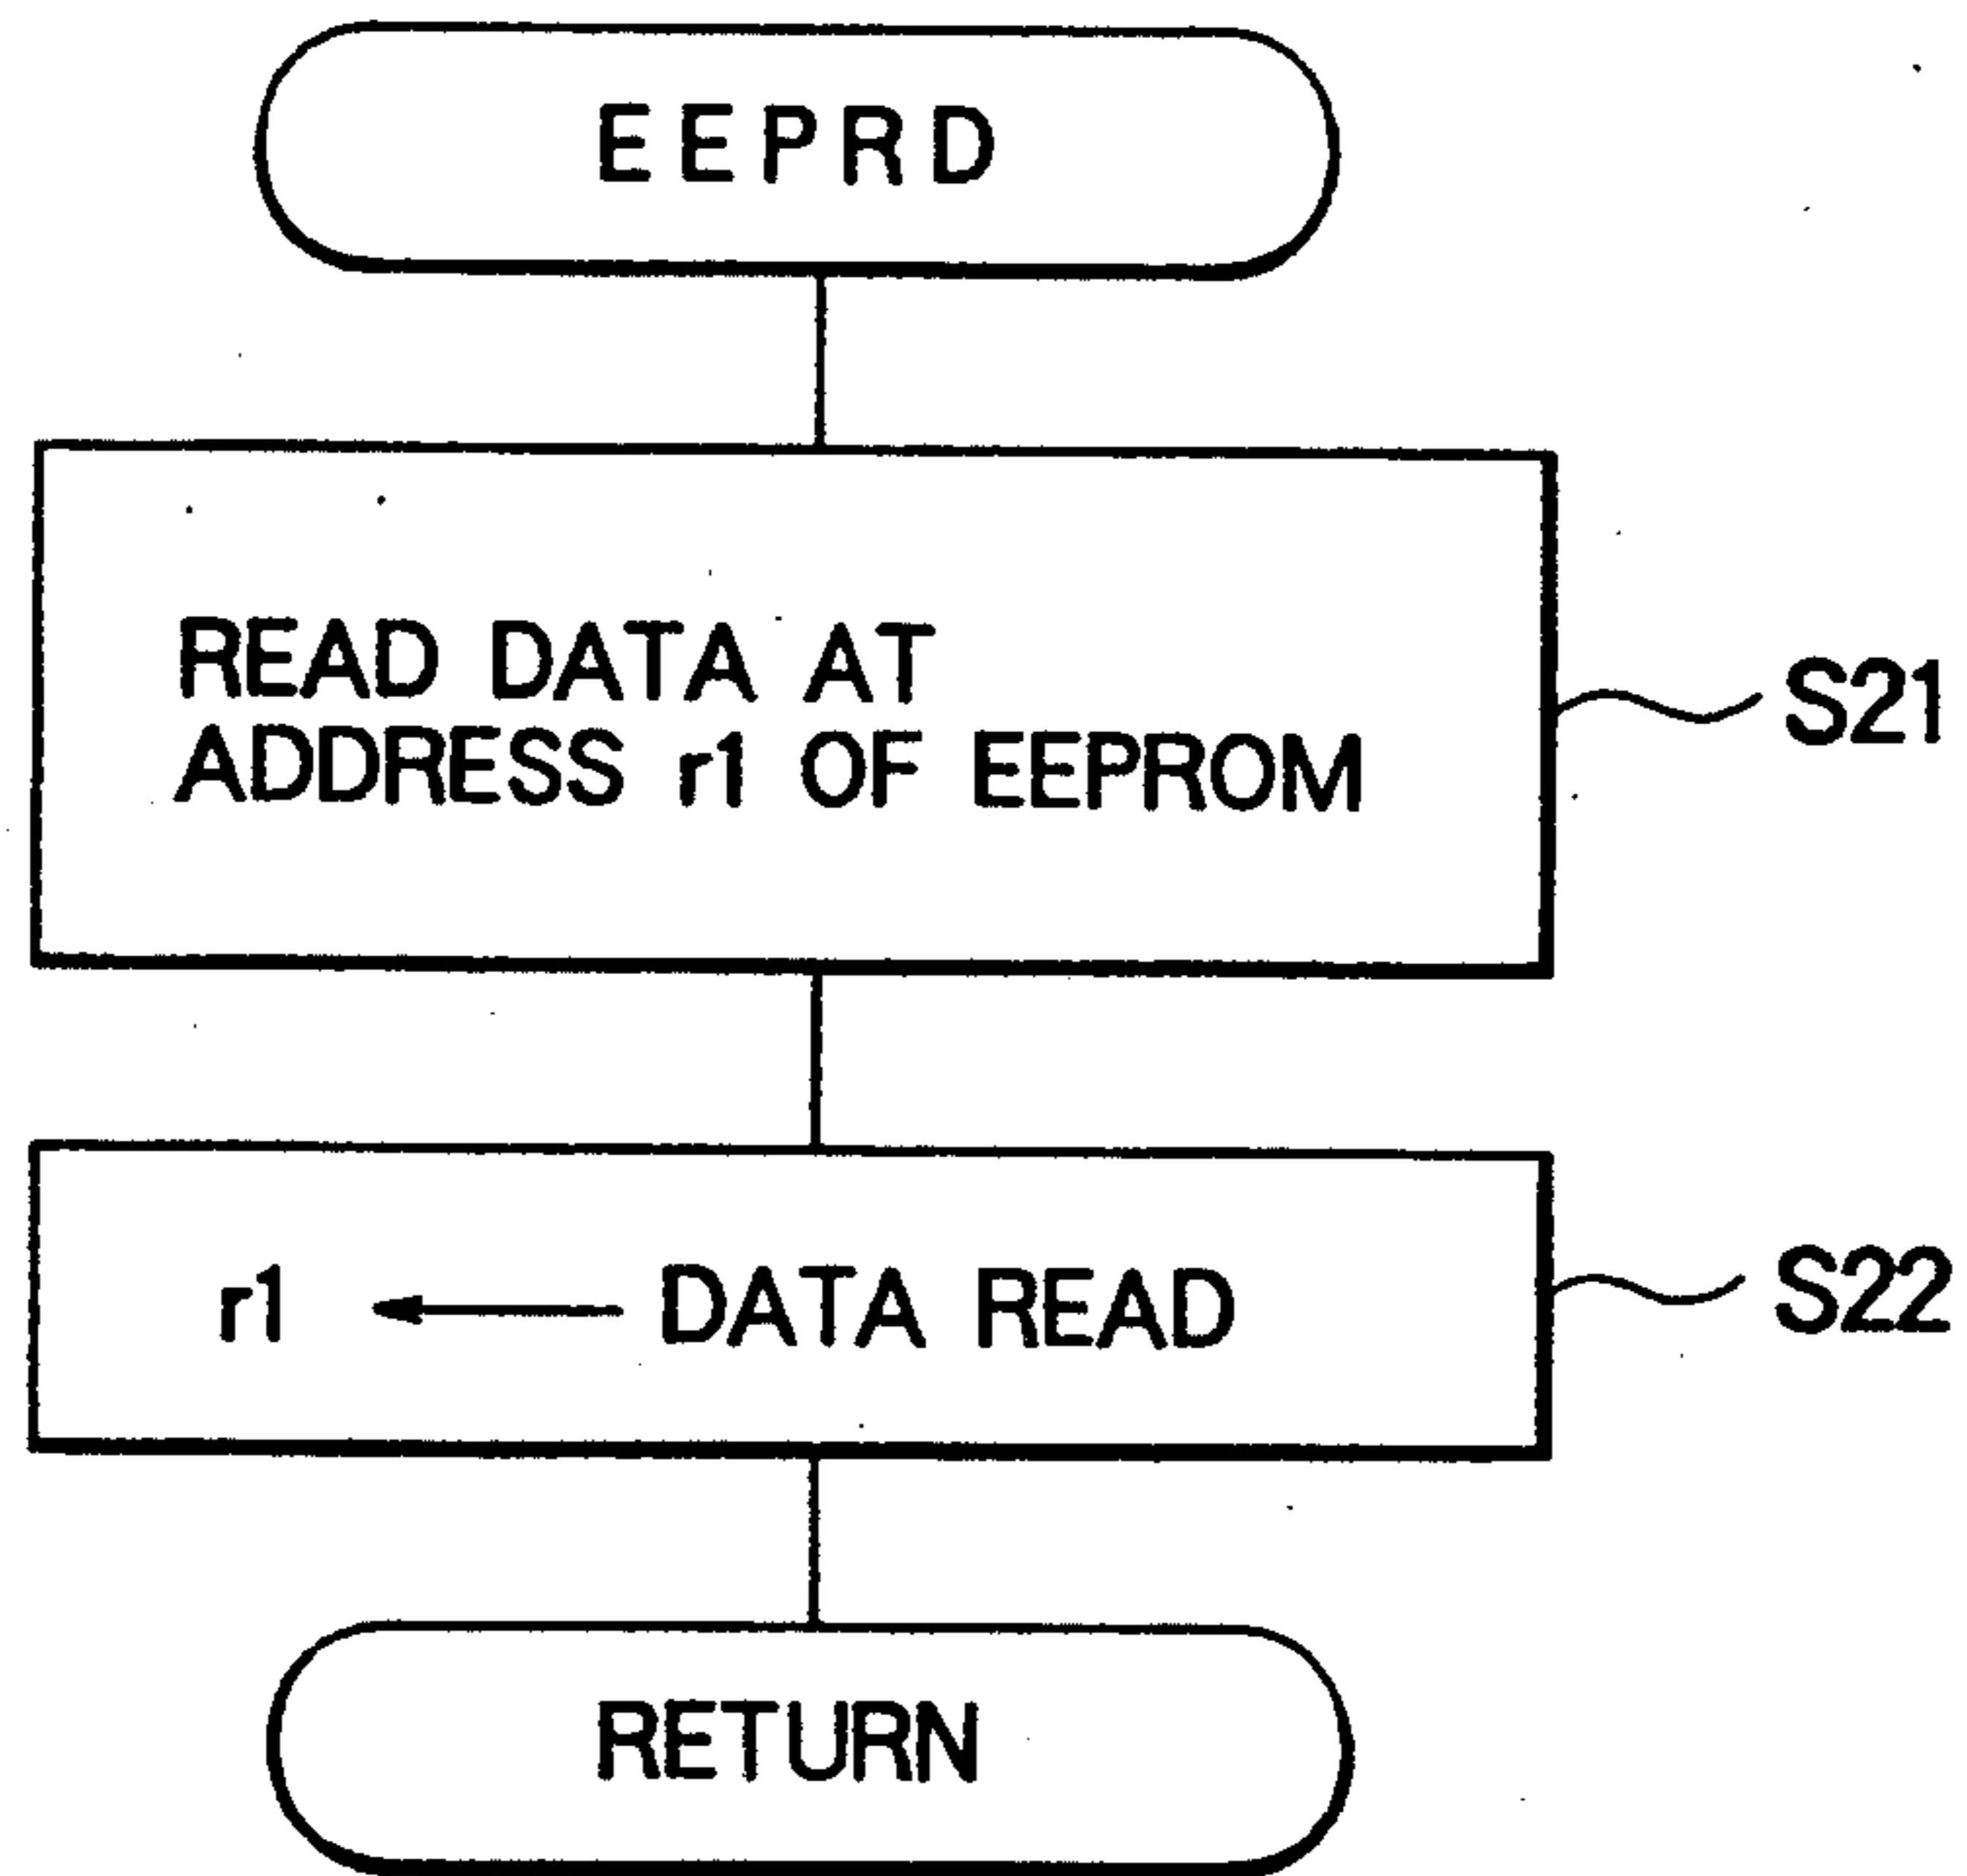 EEPRD
READ DATA AT
ADDRESS r1 OF EEPROM
S21
r1 ← DATA READ
S22
RETURN